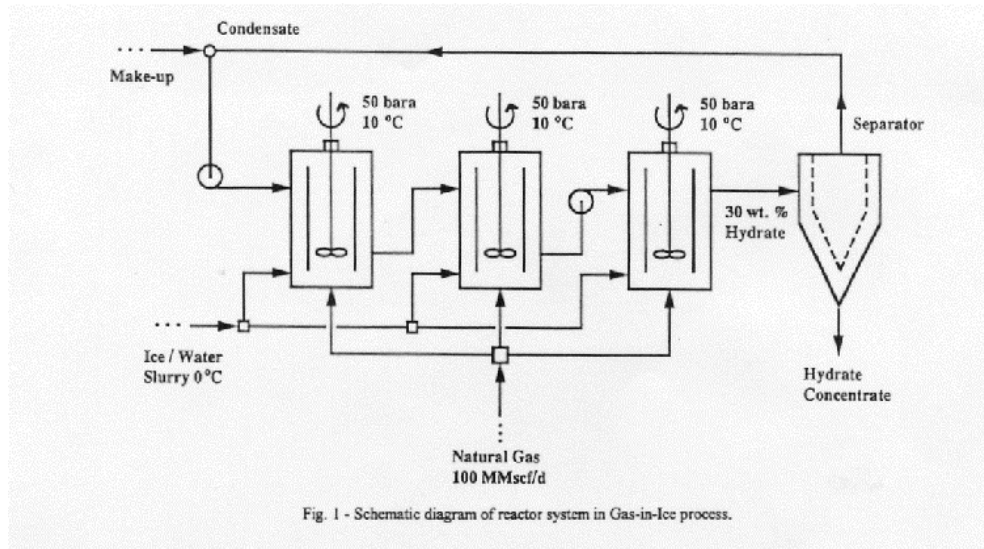 Condensate
...
Make-up
50 bara
10 °C
50 bara
10 °C
50 bara
10 °C
Separator
30 wt. %
Hydrate
...
Ice / Water
Slurry 0°C
Hydrate
Concentrate
...
Natural Gas
100 MMscf/d
Fig. 1 - Schematic diagram of reactor system in Gas-in-Ice process.